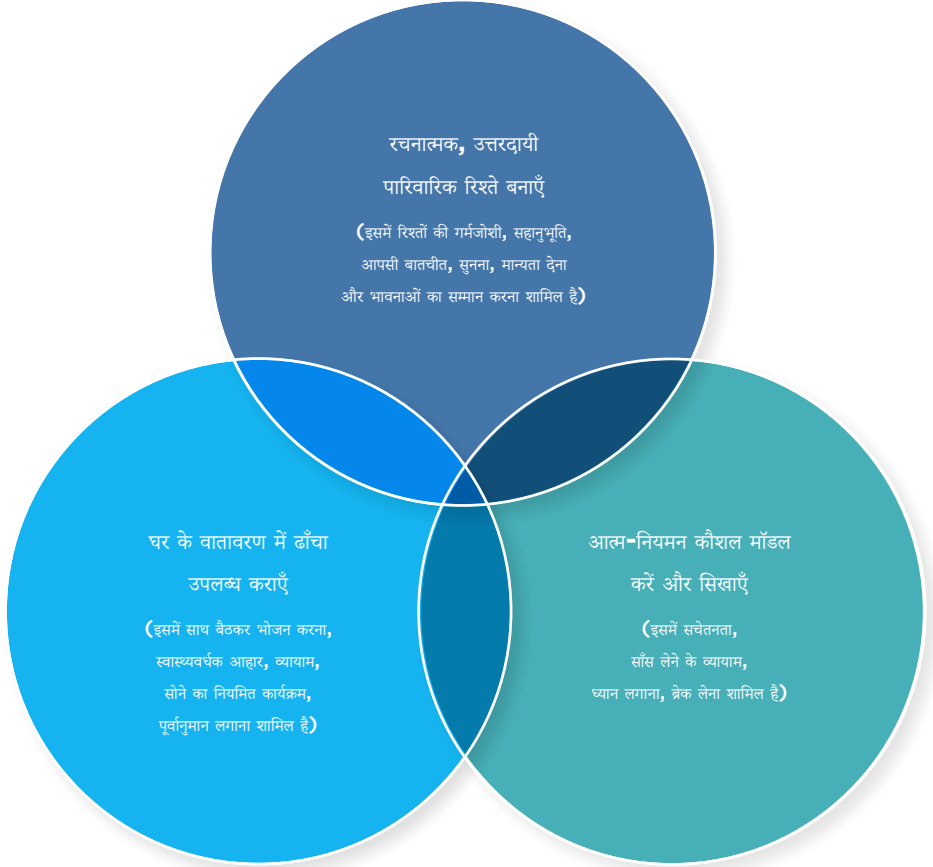 रचनात्मक, उत्तरदायी
पारिवारिक रिश्ते बनाएँ
(इसमें रिश्तों की गर्मजोशी, सहानुभूति,
आपसी बातचीत, सुनना, मान्यता देना
और भावनाओं का सम्मान करना शामिल है)
घर के वातावरण में ढाँचा
उपलब्ध कराएँ
(इसमें साथ बैठकर भोजन करना,
स्वास्थ्यवर्धक आहार, व्यायाम,
सोने का नियमित कार्यक्रम,
पूर्वानुमान लगाना शामिल है)
आत्म-नियमन कौशल मॉडल
करें और सिखाएँ
(इसमें सचेतनता,
साँस लेने के व्यायाम,
ध्यान लगाना, ब्रेक लेना शामिल है)